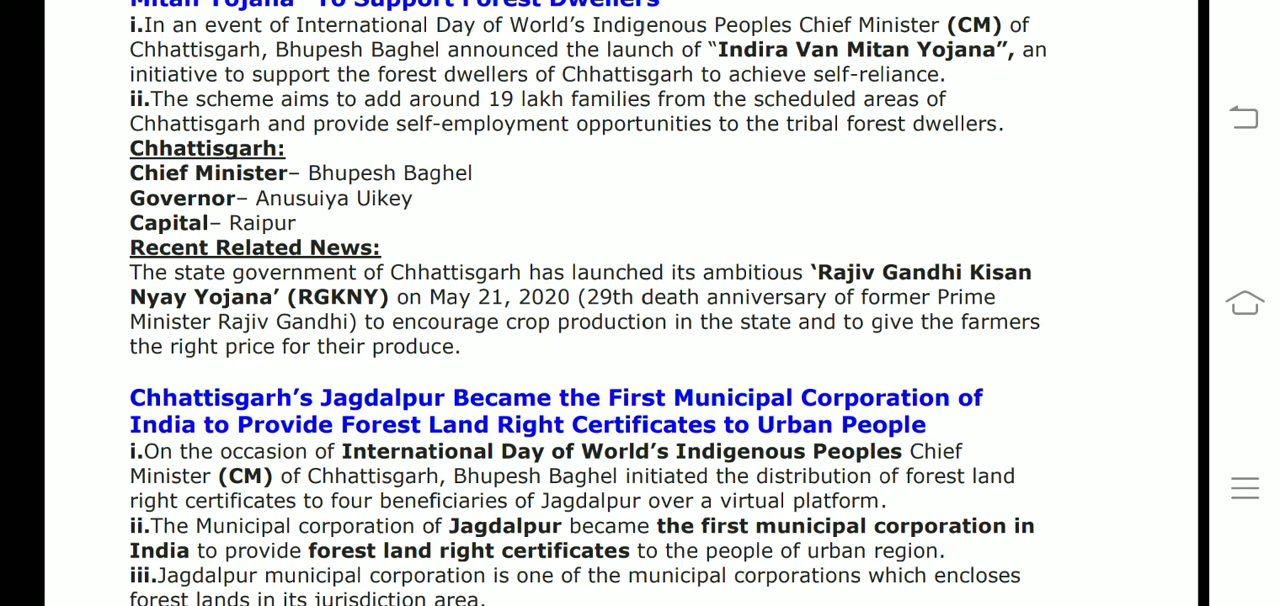 Mitan Yojana" To Support Forest Dwellers
i.In an event of International Day of World’s Indigenous Peoples Chief Minister (CM) of
Chhattisgarh, Bhupesh Baghel announced the launch of “Indira Van Mitan Yojana”, an
initiative to support the forest dwellers of Chhattisgarh to achieve self-reliance.
ii.The scheme aims to add around 19 lakh families from the scheduled areas of
Chhattisgarh and provide self-employment opportunities to the tribal forest dwellers.
Chhattisgarh:
Chief Minister– Bhupesh Baghel
Governor– Anusuiya Uikey
Capital– Raipur
Recent Related News:
The state government of Chhattisgarh has launched its ambitious ‘Rajiv Gandhi Kisan
Nyay Yojana’ (RGKNY) on May 21, 2020 (29th death anniversary of former Prime
Minister Rajiv Gandhi) to encourage crop production in the state and to give the farmers
the right price for their produce.
Chhattisgarh’s Jagdalpur Became the First Municipal Corporation of
India to Provide Forest Land Right Certificates to Urban People
i.On the occasion of International Day of World’s Indigenous Peoples Chief
Minister (CM) of Chhattisgarh, Bhupesh Baghel initiated the distribution of forest land
right certificates to four beneficiaries of Jagdalpur over a virtual platform.
ii.The Municipal corporation of Jagdalpur became the first municipal corporation in
India to provide forest land right certificates to the people of urban region.
iii.Jagdalpur municipal corporation is one of the municipal corporations which encloses
forest lands in its jurisdiction area.